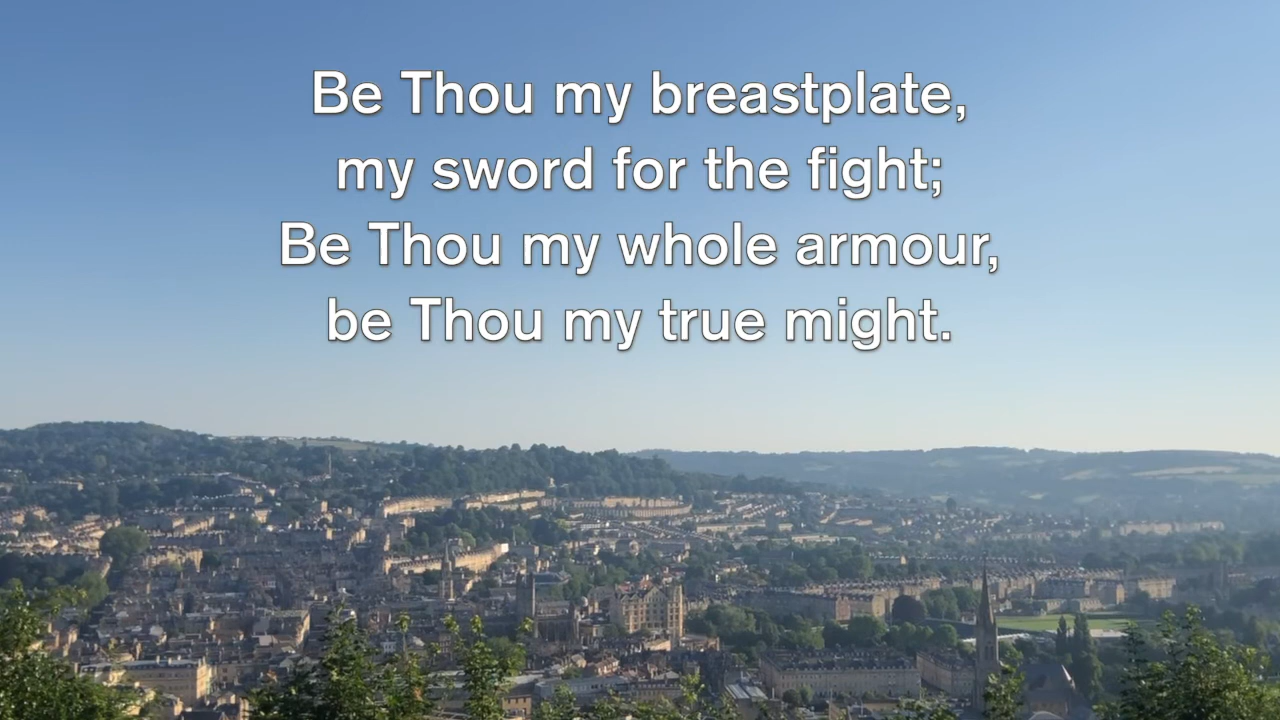 Be Thou my breastplate,
my sword for the fight;
Be Thou my whole armour,
be Thou my true might.